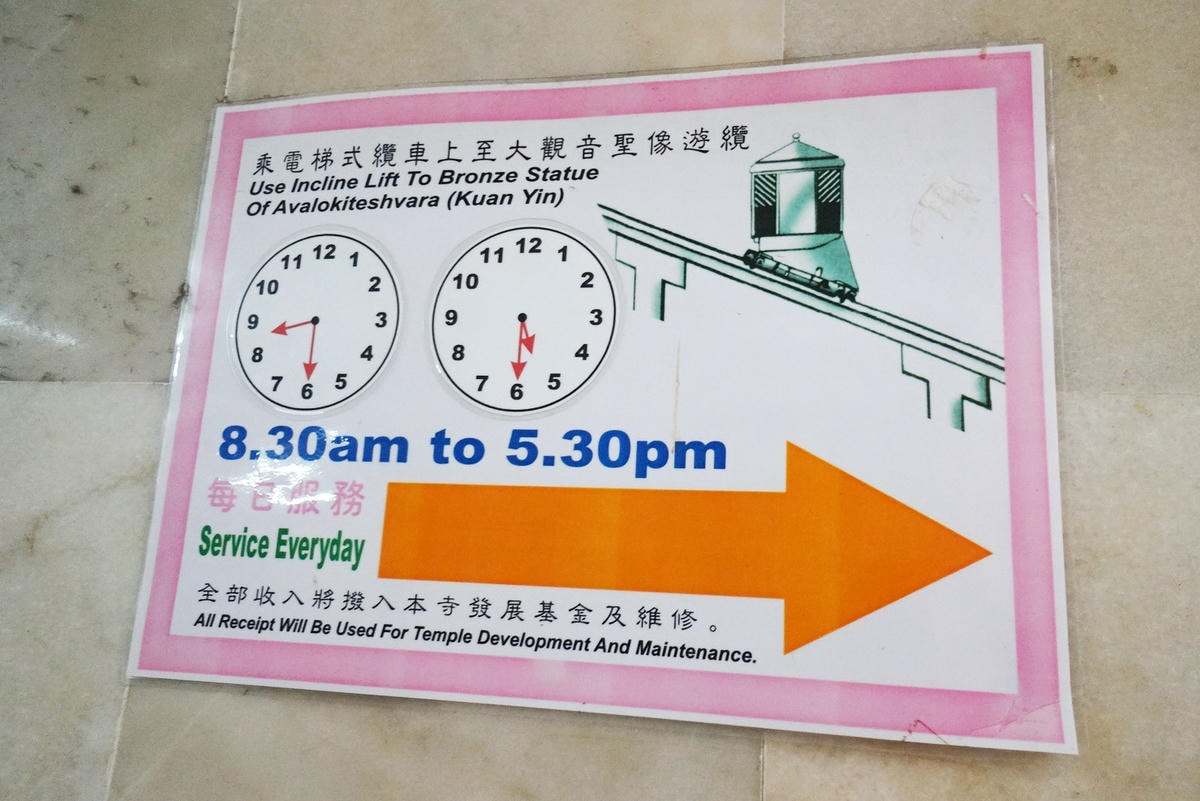 乘電梯式纜車上至大觀音聖像遊纜
Use Incline Lift To Bronze Statue
Of Avalokiteshvara (Kuan Yin)
12
11 1
10 2
9 3
8 4
7 5
6
12
11 1
10 2
9 3
8 4
7 5
6
8.30am to 5.30pm
每日服務
Service Everyday
全部收入將撥入本寺發展基金及維修。
All Receipt Will Be Used For Temple Development And Maintenance.